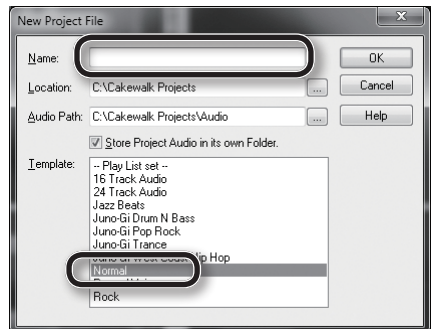 New Project File
Name:
OK
Location: C:\Cakewalk Projects ...
Cancel
Audio Path: C:\Cakewalk Projects\Audio ...
Help
Store Project Audio in its own Folder.
Template:
-- Play List set --
16 Track Audio
24 Track Audio
Jazz Beats
Juno-Gi Drum N Bass
Juno-Gi Pop Rock
Juno-Gi Trance
Hip Hop
Normal
Rock